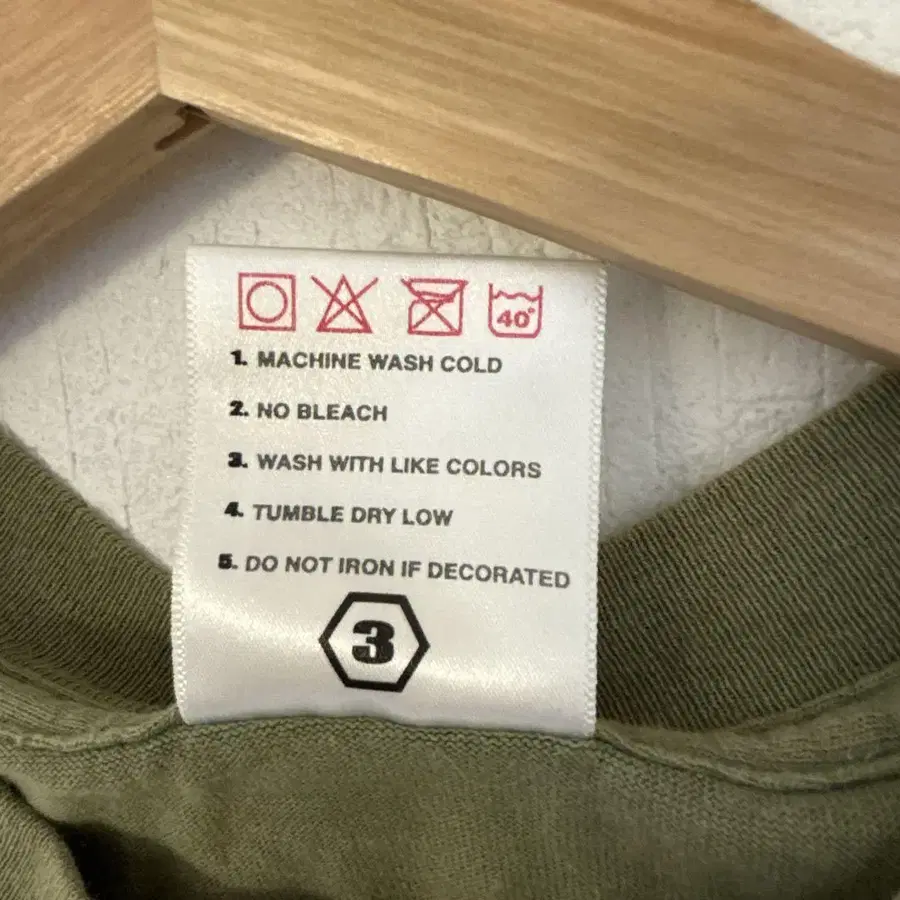 40°
1. MACHINE WASH COLD
2. NO BLEACH
3. WASH WITH LIKE COLORS
4. TUMBLE DRY LOW
5. DO NOT IRON IF DECORATED
3